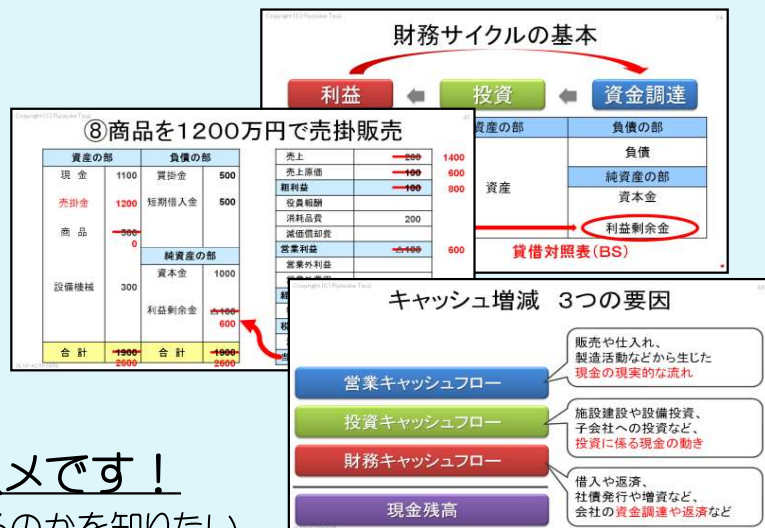 Copyright (C) Ryosuke Tsuji
財務サイクルの基本
利益 投資 資金調達
資産の部 負債の部
負債
資産 純資産の部
資本金
利益剰余金
貸借対照表(BS)
⑧商品を1200万円で売掛販売
資産の部 負債の部
現 金 1100 買掛金 500
売掛金 1200 短期借入金 500
商 品 500
0
純資産の部
資本金 1000
設備機械 300
利益剰余金 △100
600
合 計 1900 合 計 1900
2600 2600
売上 200 1400
売上原価 100 600
粗利益 100 800
役員報酬
消耗品費 200
減価償却費
営業利益 △100 600
営業外利益
Copyright (C) Ryosuke Tsuji
キャッシュ増減 3つの要因
営業キャッシュフロー
販売や仕入れ、
製造活動などから生じた
現金の現実的な流れ
投資キャッシュフロー
施設建設や設備投資、
子会社への投資など、
投資に係る現金の動き
財務キャッシュフロー
借入や返済、
社債発行や増資など、
会社の資金調達や返済など
現金残高
メです！
るのかを知りたい